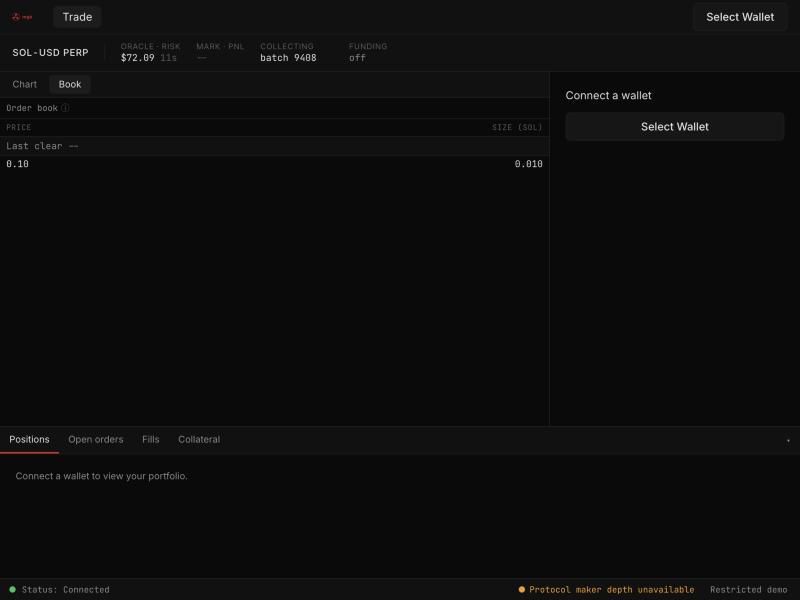 Trade
Select Wallet
SOL-USD PERP
ORACLE · RISK
$72.09 11s
MARK · PNL
--
COLLECTING
batch 9408
FUNDING
off
Chart
Book
Order book
PRICE
SIZE (SOL)
Last clear --
0.10
0.010
Connect a wallet
Select Wallet
Positions
Open orders
Fills
Collateral
Connect a wallet to view your portfolio.
Status: Connected
Protocol maker depth unavailable
Restricted demo